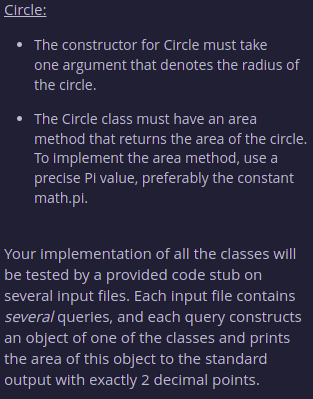 Circle:
• The constructor for Circle must take
one argument that denotes the radius of
the circle.
• The Circle class must have an area
method that returns the area of the circle.
To implement the area method, use a
precise Pi value, preferably the constant
math.pi.
Your implementation of all the classes will
be tested by a provided code stub on
several input files. Each input file contains
several queries, and each query constructs
an object of one of the classes and prints
the area of this object to the standard
output with exactly 2 decimal points.